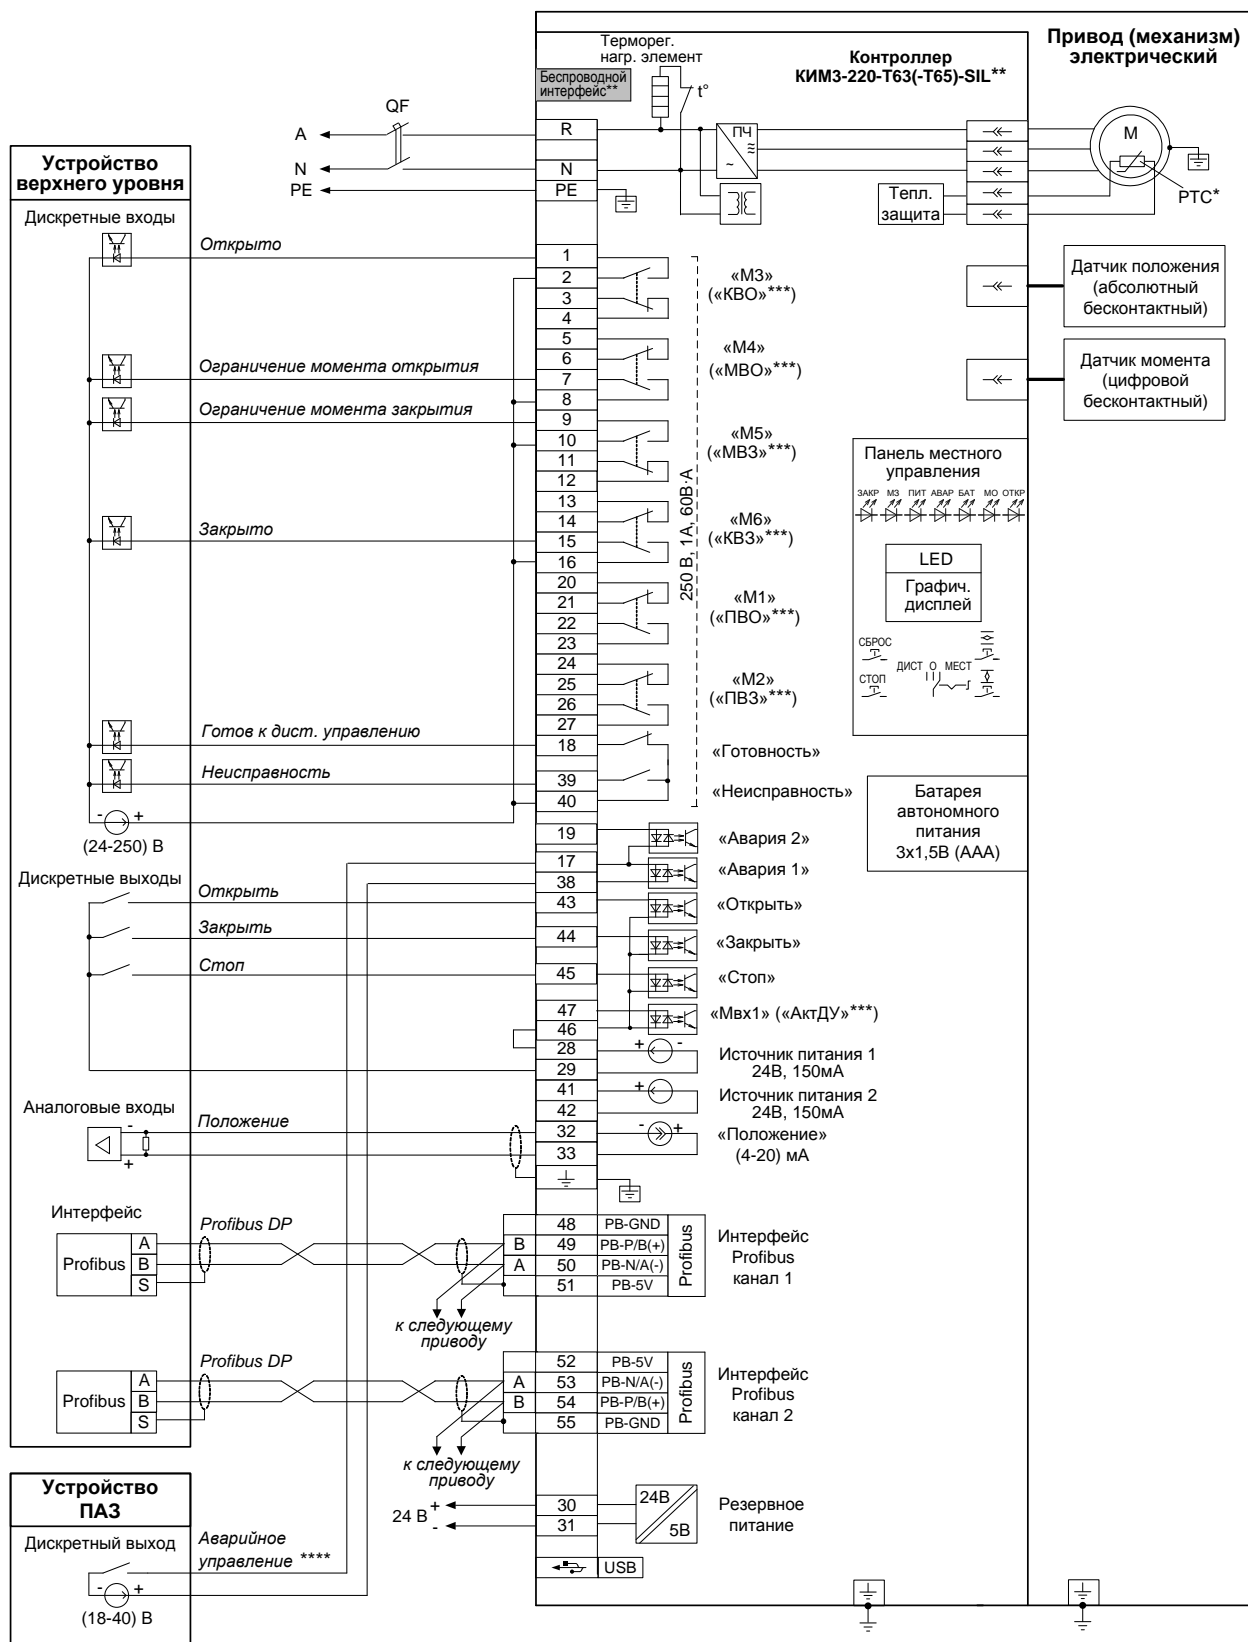 Привод (механизм)
электрический
Терморег.
нагр. элемент
Контроллер
КИМ3-220-Т63(-Т65)-SIL**
Беспроводной
интерфейс**
t°
QF
A
N
PE
R
N
PE
ПЧ
≈
~
M
PTC*
Тепл.
защита
Устройство
верхнего уровня
Дискретные входы
Открыто
1
2
3
4
«М3»
(«КВО»***)
Датчик положения
(абсолютный
бесконтактный)
Ограничение момента открытия
5
6
7
8
«М4»
(«МВО»***)
Датчик момента
(цифровой
бесконтактный)
Ограничение момента закрытия
9
10
11
12
«М5»
(«МВЗ»***)
250 В, 1А, 60В·А
Панель местного
управления
ЗАКР МЗ ПИТ АВАР БАТ МО ОТКР
LED
Графич.
дисплей
СБРОС
СТОП
ДИСТ О МЕСТ
Закрыто
13
14
15
16
«М6»
(«КВЗ»***)
20
21
22
23
«М1»
(«ПВО»***)
24
25
26
27
«М2»
(«ПВЗ»***)
Готов к дист. управлению
18
«Готовность»
Неисправность
39
40
«Неисправность»
- +
(24-250) В
Батарея
автономного
питания
3х1,5В (ААА)
19
«Авария 2»
17
38
«Авария 1»
Дискретные выходы
Открыть
43
«Открыть»
Закрыть
44
«Закрыть»
Стоп
45
«Стоп»
47
46
«Мвх1» («АктДУ»***)
28
29
+ -
Источник питания 1
24В, 150мА
41
42
+
Источник питания 2
24В, 150мА
Аналоговые входы
-
+
Положение
32
33
- +
«Положение»
(4-20) мА
Интерфейс
Profibus
A
B
S
Profibus DP
B
A
48 PB-GND
49 PB-P/B(+)
50 PB-N/A(-)
51 PB-5V
Profibus
Интерфейс
Profibus
канал 1
к следующему
приводу
Profibus
A
B
S
Profibus DP
A
B
52 PB-5V
53 PB-N/A(-)
54 PB-P/B(+)
55 PB-GND
Profibus
Интерфейс
Profibus
канал 2
к следующему
приводу
24 В
+
-
30
31
24В
5В
Резервное
питание
USB
Устройство
ПАЗ
Дискретный выход
Аварийное
управление ****
- +
(18-40) В